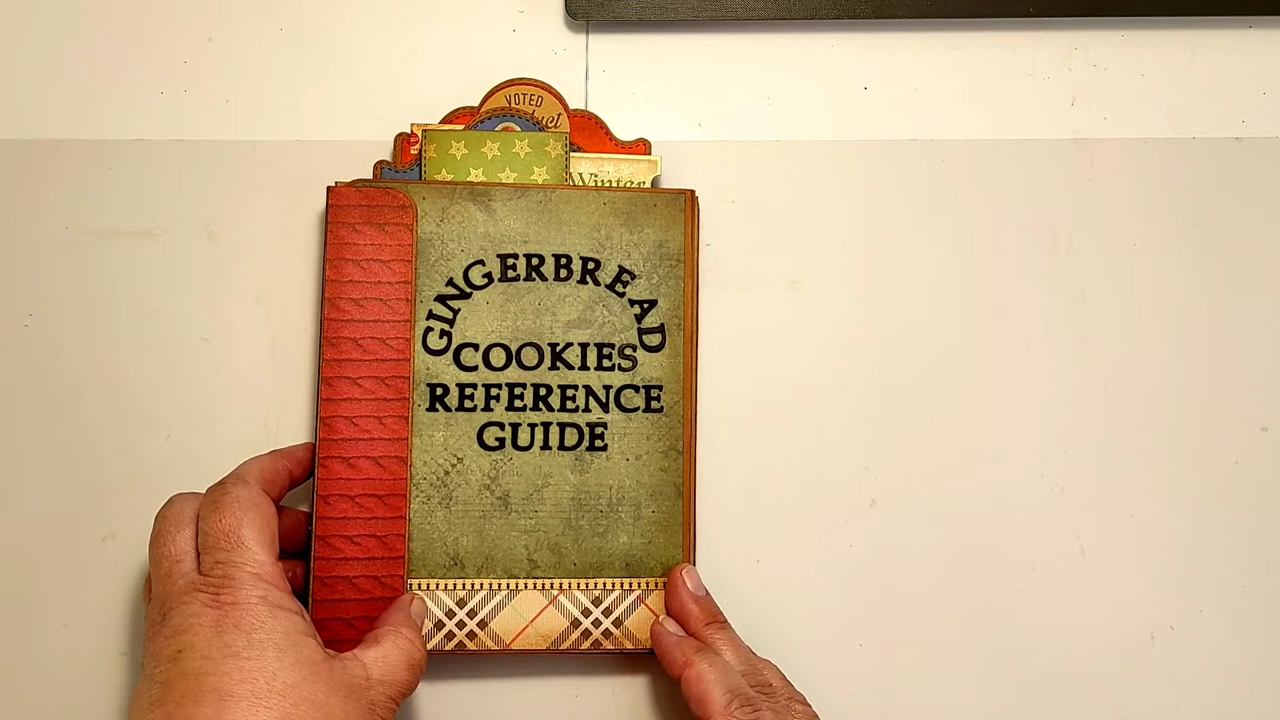 VOTED
Winter
GINGERBREAD
COOKIES
REFERENCE
GUIDE